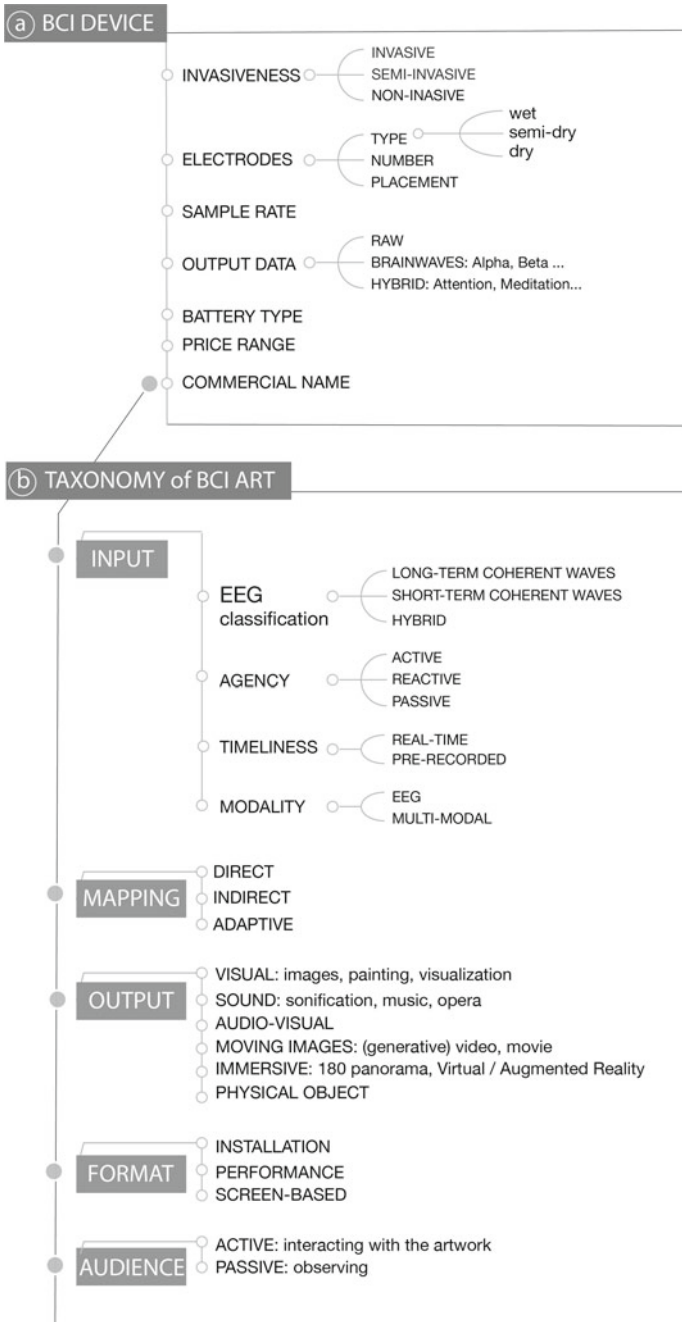 a BCI DEVICE
INVASIVENESS
INVASIVE
SEMI-INVASIVE
NON-INASIVE
ELECTRODES
TYPE
wet
semi-dry
dry
NUMBER
PLACEMENT
SAMPLE RATE
OUTPUT DATA
RAW
BRAINWAVES: Alpha, Beta ...
HYBRID: Attention, Meditation...
BATTERY TYPE
PRICE RANGE
COMMERCIAL NAME
b TAXONOMY of BCI ART
INPUT
EEG
classification
LONG-TERM COHERENT WAVES
SHORT-TERM COHERENT WAVES
HYBRID
AGENCY
ACTIVE
REACTIVE
PASSIVE
TIMELINESS
REAL-TIME
PRE-RECORDED
MODALITY
EEG
MULTI-MODAL
MAPPING
DIRECT
INDIRECT
ADAPTIVE
OUTPUT
VISUAL: images, painting, visualization
SOUND: sonification, music, opera
AUDIO-VISUAL
MOVING IMAGES: (generative) video, movie
IMMERSIVE: 180 panorama, Virtual / Augmented Reality
PHYSICAL OBJECT
FORMAT
INSTALLATION
PERFORMANCE
SCREEN-BASED
AUDIENCE
ACTIVE: interacting with the artwork
PASSIVE: observing